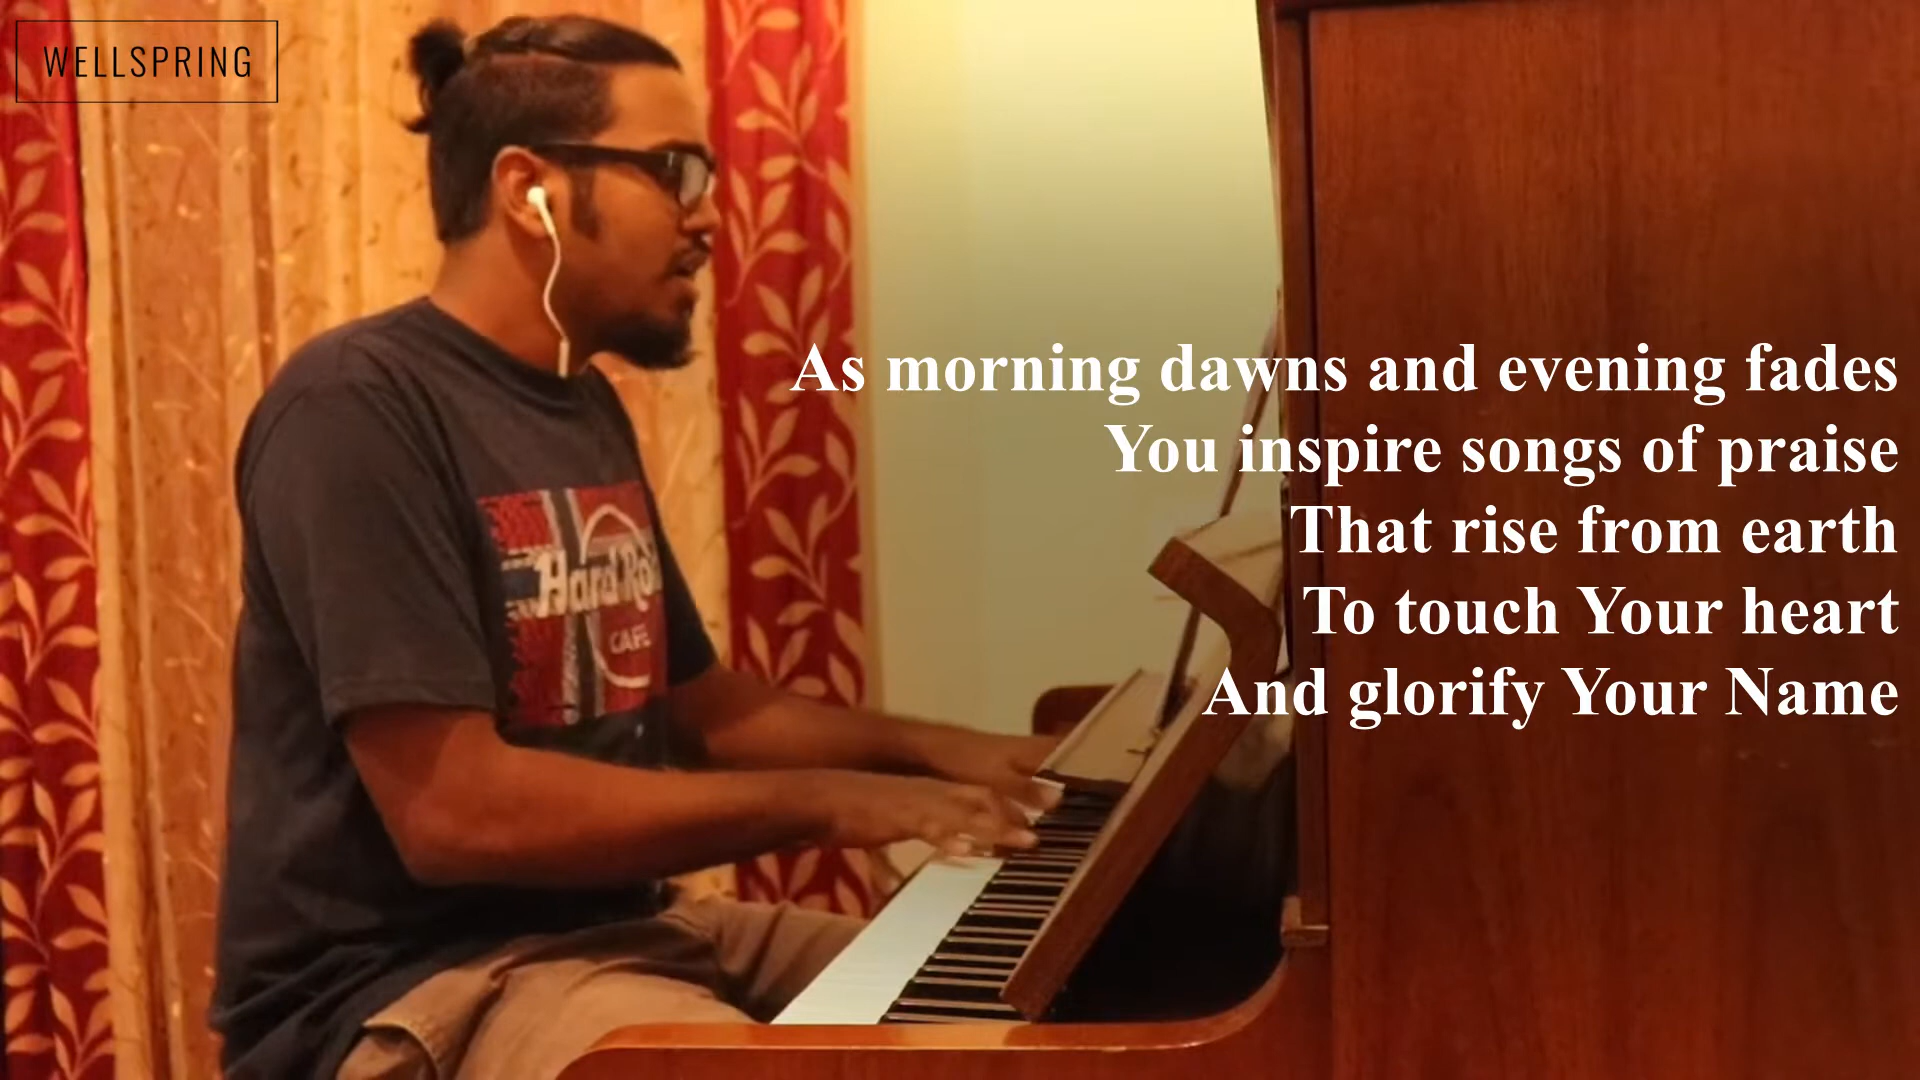 WELLSPRING
As morning dawns and evening fades
You inspire songs of praise
That rise from earth
To touch Your heart
And glorify Your Name
Hard Ro
CAFE